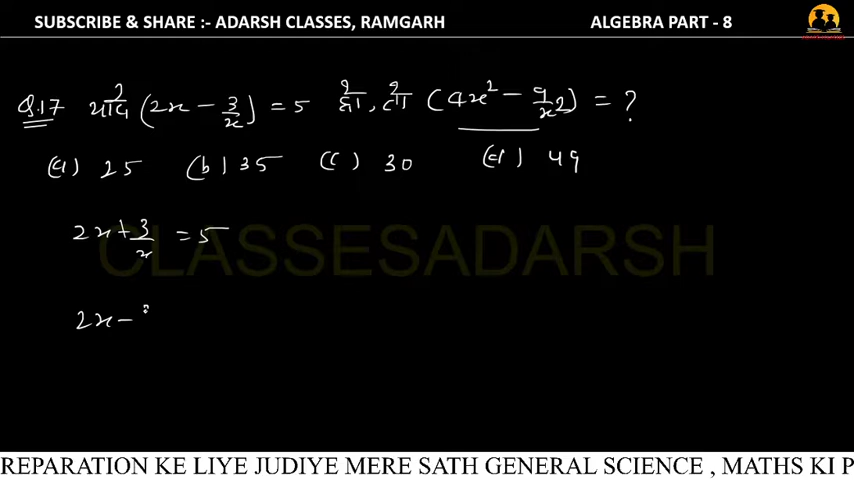 SUBSCRIBE & SHARE :- ADARSH CLASSES, RAMGARH ALGEBRA PART - 8
Q.17 यदि (2x - 3/x) = 5 हो, तो (4x² - 9/x²) = ?
(a) 25 (b) 35 (c) 30 (d) 49
2x + 3/x = 5
CLASSESADARSH
2x -
REPARATION KE LIYE JUDIYE MERE SATH GENERAL SCIENCE , MATHS KI P